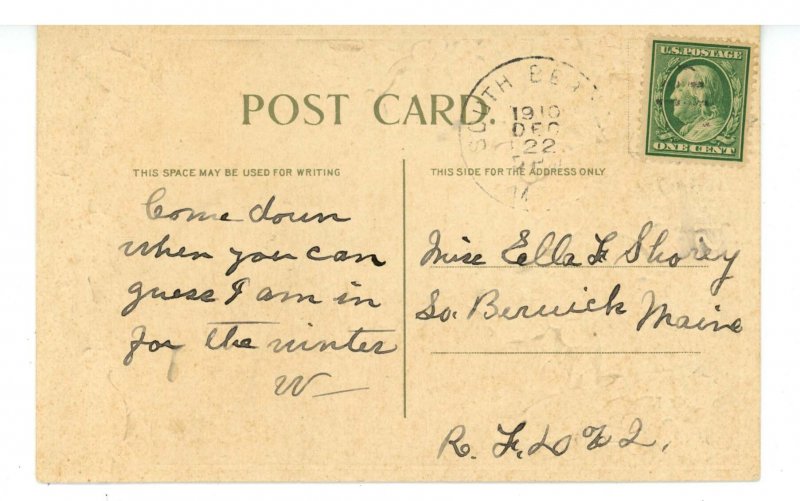 U.S. POSTAGE
ONE CENT
SOUTH BER
1910
DEC
22
POST CARD.
THIS SPACE MAY BE USED FOR WRITING
THIS SIDE FOR THE ADDRESS ONLY
Come down
when you can
guess I am in
for the winter
W—
Miss Ella F Shorey
So. Berwick Maine
R. F. D # 2.